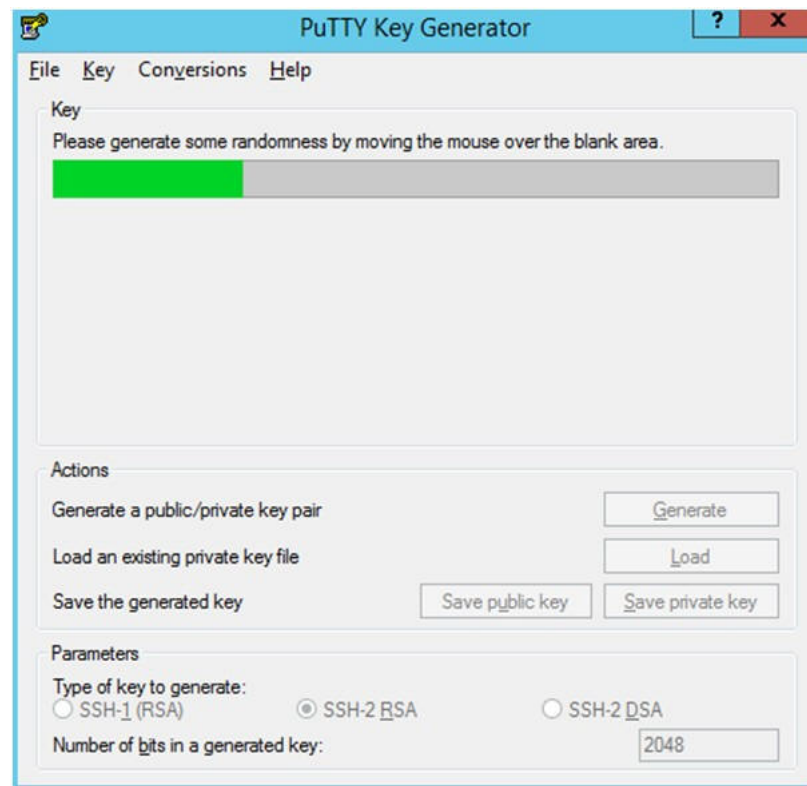 PuTTY Key Generator
? x
File Key Conversions Help
Key
Please generate some randomness by moving the mouse over the blank area.
Actions
Generate a public/private key pair Generate
Load an existing private key file Load
Save the generated key Save public key Save private key
Parameters
Type of key to generate:
SSH-1 (RSA) SSH-2 RSA SSH-2 DSA
Number of bits in a generated key: 2048